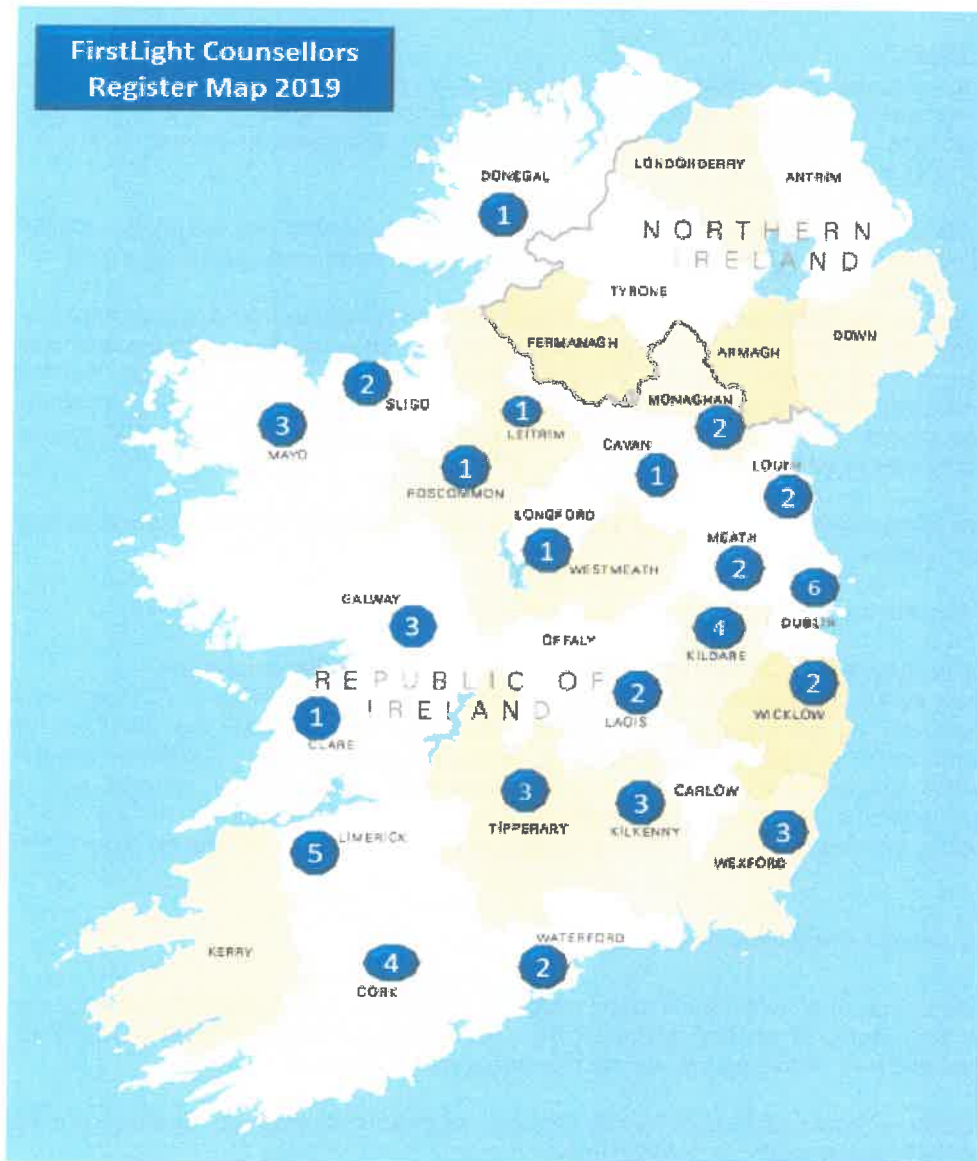 FirstLight Counsellors
Register Map 2019
DONEGAL
1
LONDONDERRY
ANTRIM
NORTHERN
IRELAND
TYRONE
FERMANAGH
ARMAGH
DOWN
MONAGHAN
2
2
SLIGO
3
MAYO
1
LEITRIM
CAVAN
1
LOUTH
2
1
ROSCOMMON
LONGFORD
1
WESTMEATH
MEATH
2
6
DUBLIN
GALWAY
3
OFFALY
4
KILDARE
REPUBLIC OF
IRELAND
2
LAOIS
2
WICKLOW
1
CLARE
3
TIPPERARY
3
KILKENNY
CARLOW
3
WEXFORD
LIMERICK
5
KERRY
4
CORK
WATERFORD
2